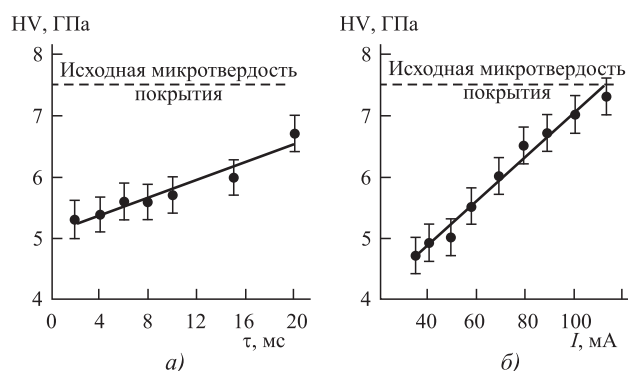 HV, ГПа
8
Исходная микротвердость
покрытия
7
6
5
4
0 4 8 12 16 20
τ, мс
а)
HV, ГПа
8
Исходная микротвердость
покрытия
7
6
5
4
40 60 80 100
I, мА
б)